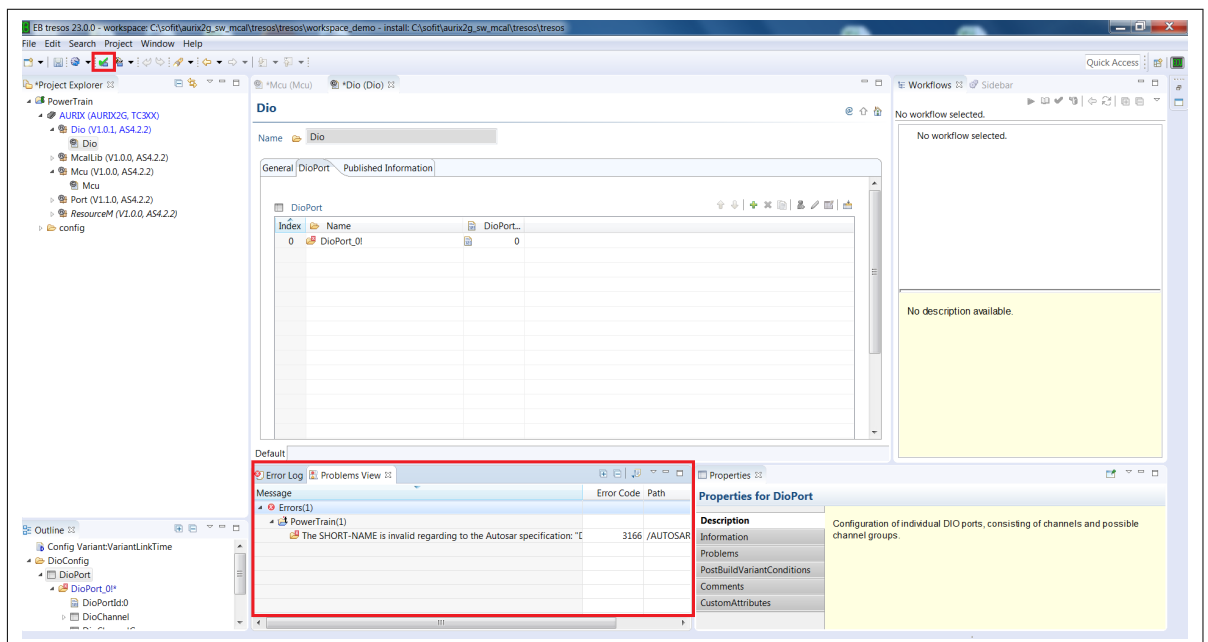 EB tresos 23.0.0 - workspace: C:\sofit\aurix2g_sw_mcal\tresos\tresos\workspace_demo - install: C:\sofit\aurix2g_sw_mcal\tresos\tresos
File Edit Search Project Window Help
Quick Access
*Project Explorer
PowerTrain
AURIX (AURIX2G, TC3XX)
Dio (V1.0.1, AS4.2.2)
Dio
McalLib (V1.0.0, AS4.2.2)
Mcu (V1.0.0, AS4.2.2)
Mcu
Port (V1.1.0, AS4.2.2)
ResourceM (V1.0.0, AS4.2.2)
config
*Mcu (Mcu) *Dio (Dio)
Dio
Name Dio
General DioPort Published Information
DioPort
Index Name DioPort...
0 DioPort_0! 0
Default
Workflows Sidebar
No workflow selected.
No workflow selected.
No description available.
Outline
Config Variant:VariantLinkTime
DioConfig
DioPort
DioPort_0!*
DioPortId:0
DioChannel
Error Log Problems View
Message Error Code Path
Errors(1)
PowerTrain(1)
The SHORT-NAME is invalid regarding to the Autosar specification: "D 3166 /AUTOSAR
Properties
Properties for DioPort
Description
Information
Problems
PostBuildVariantConditions
Comments
CustomAttributes
Configuration of individual DIO ports, consisting of channels and possible
channel groups.